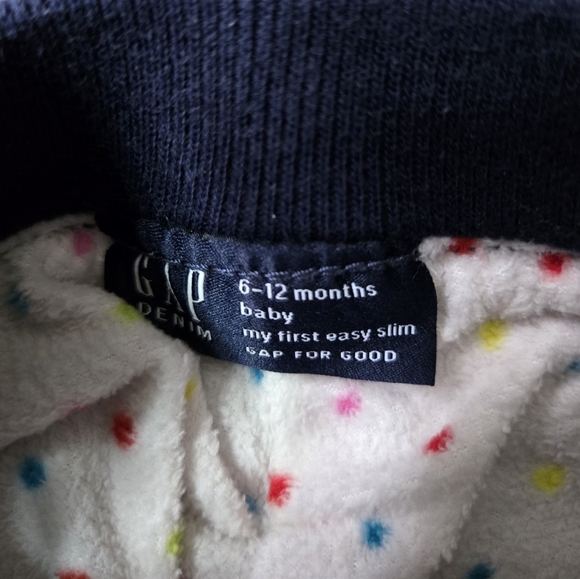 GAP
DENIM
6-12 months
baby
my first easy slim
GAP FOR GOOD